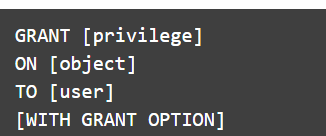 GRANT [privilege]
ON [object]
TO [user]
[WITH GRANT OPTION]